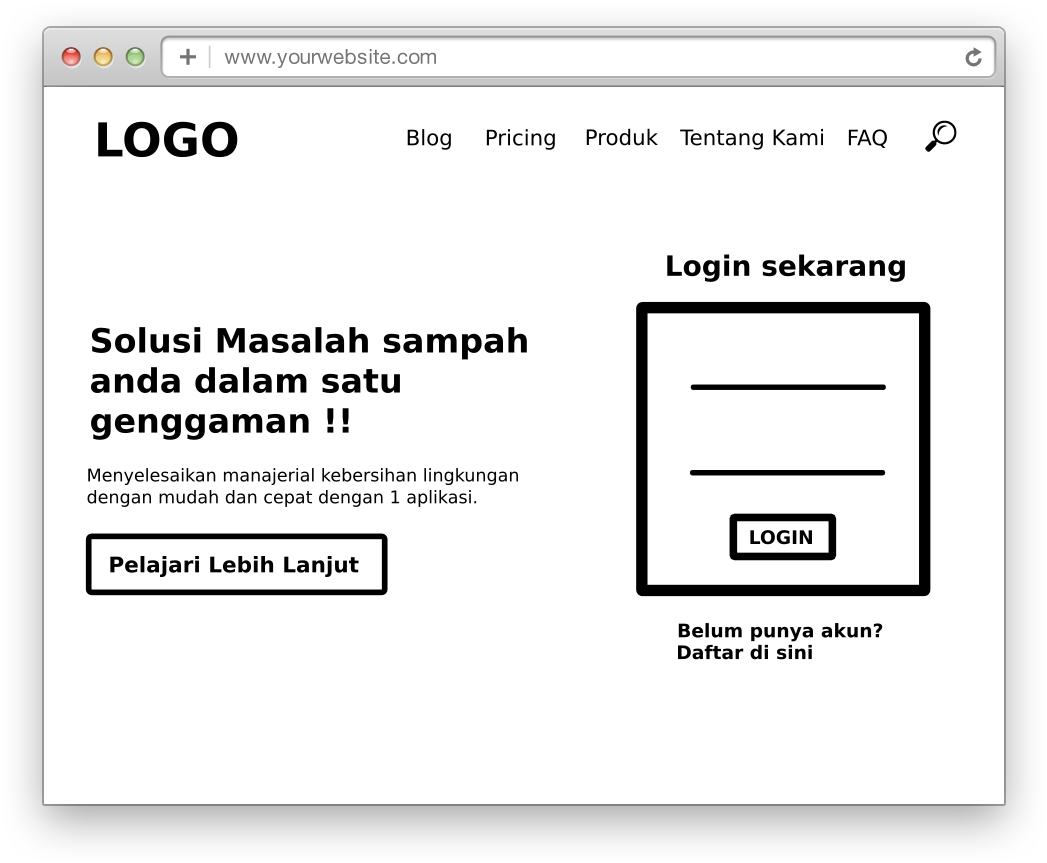 www.yourwebsite.com
LOGO
Blog Pricing Produk Tentang Kami FAQ
Login sekarang
Solusi Masalah sampah
anda dalam satu
genggaman !!
Menyelesaikan manajerial kebersihan lingkungan
dengan mudah dan cepat dengan 1 aplikasi.
Pelajari Lebih Lanjut
LOGIN
Belum punya akun?
Daftar di sini